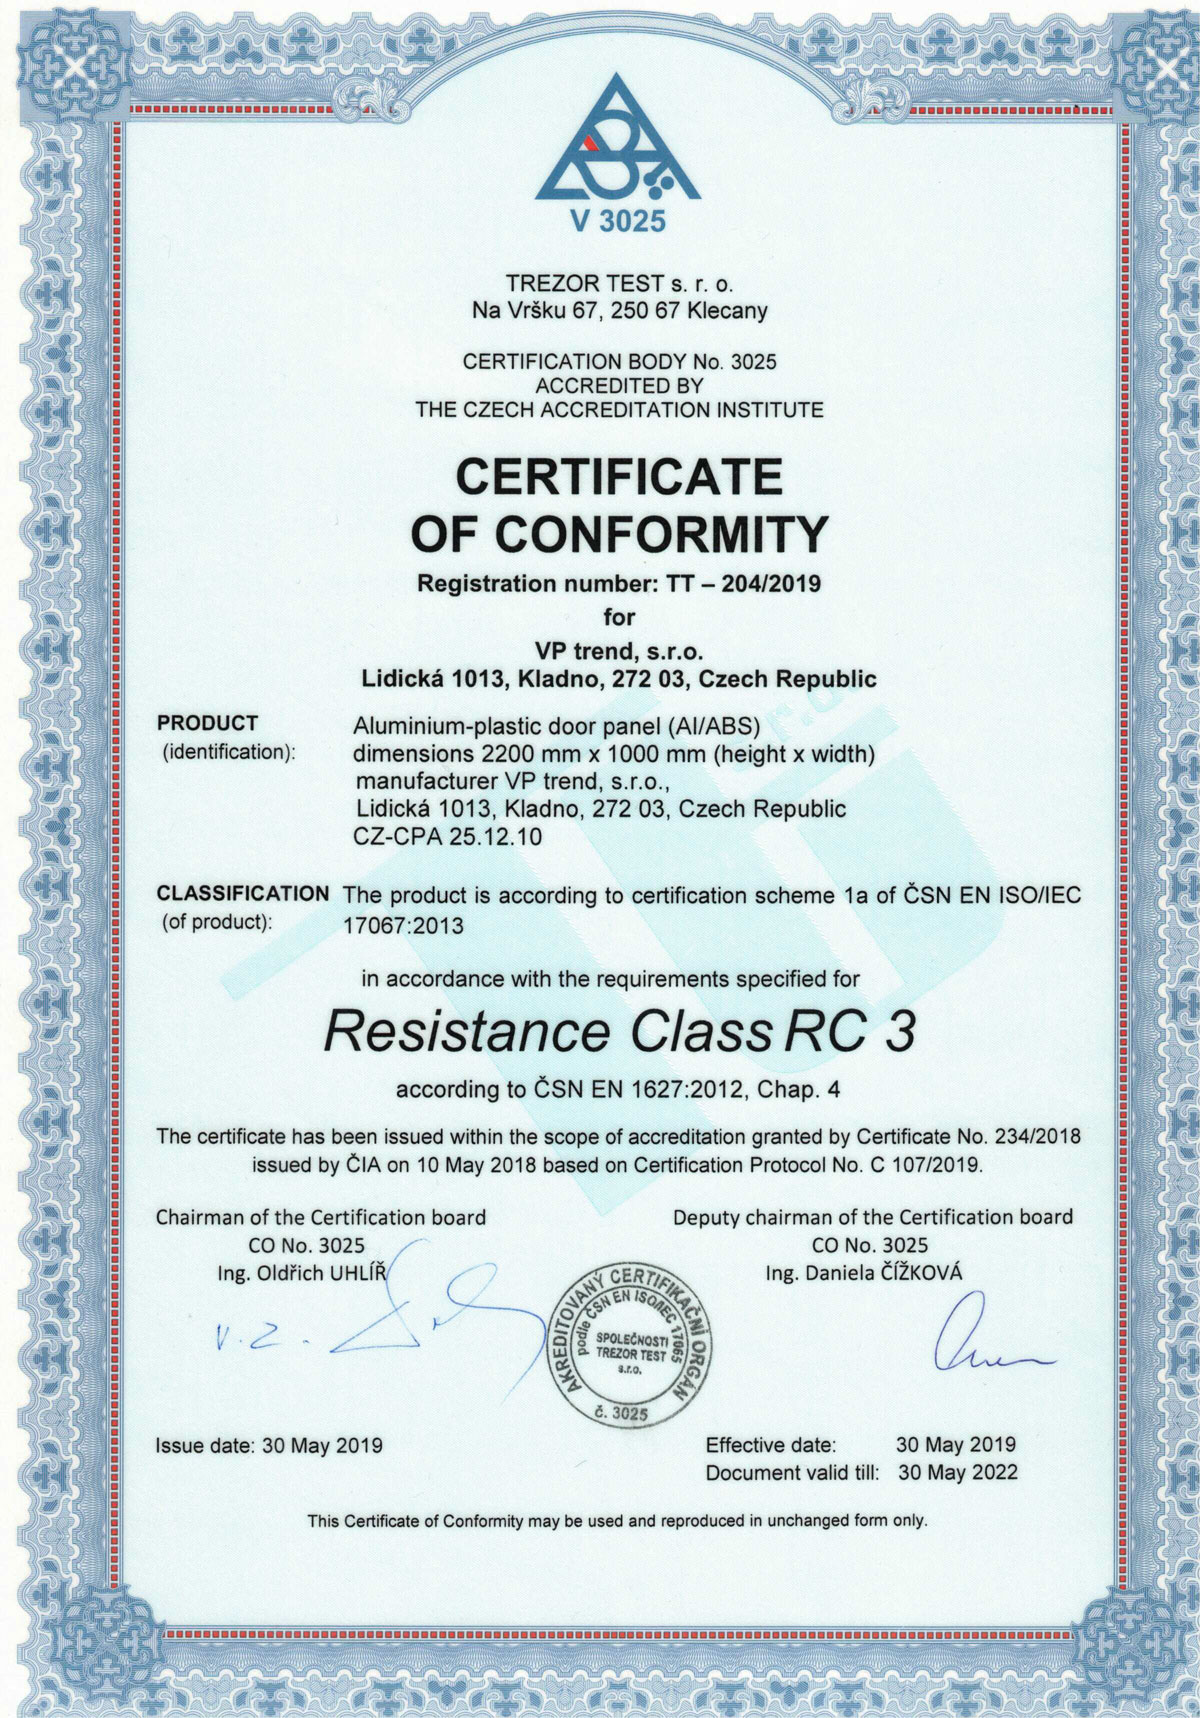 V 3025
TREZOR TEST s. r. o.
Na Vršku 67, 250 67 Klecany
CERTIFICATION BODY No. 3025
ACCREDITED BY
THE CZECH ACCREDITATION INSTITUTE
CERTIFICATE
OF CONFORMITY
Registration number: TT – 204/2019
for
VP trend, s.r.o.
Lidická 1013, Kladno, 272 03, Czech Republic
PRODUCT
(identification):
Aluminium-plastic door panel (Al/ABS)
dimensions 2200 mm x 1000 mm (height x width)
manufacturer VP trend, s.r.o.,
Lidická 1013, Kladno, 272 03, Czech Republic
CZ-CPA 25.12.10
CLASSIFICATION
(of product):
The product is according to certification scheme 1a of ČSN EN ISO/IEC
17067:2013
in accordance with the requirements specified for
Resistance Class RC 3
according to ČSN EN 1627:2012, Chap. 4
The certificate has been issued within the scope of accreditation granted by Certificate No. 234/2018
issued by ČIA on 10 May 2018 based on Certification Protocol No. C 107/2019.
Chairman of the Certification board
CO No. 3025
Ing. Oldřich UHLÍŘ
Deputy chairman of the Certification board
CO No. 3025
Ing. Daniela ČÍŽKOVÁ
v. z.
AKREDITOVANÝ CERTIFIKAČNÍ ORGÁN
podle ČSN EN ISO/IEC 17065
SPOLEČNOSTI
TREZOR TEST
s.r.o.
č. 3025
Issue date: 30 May 2019
Effective date: 30 May 2019
Document valid till: 30 May 2022
This Certificate of Conformity may be used and reproduced in unchanged form only.